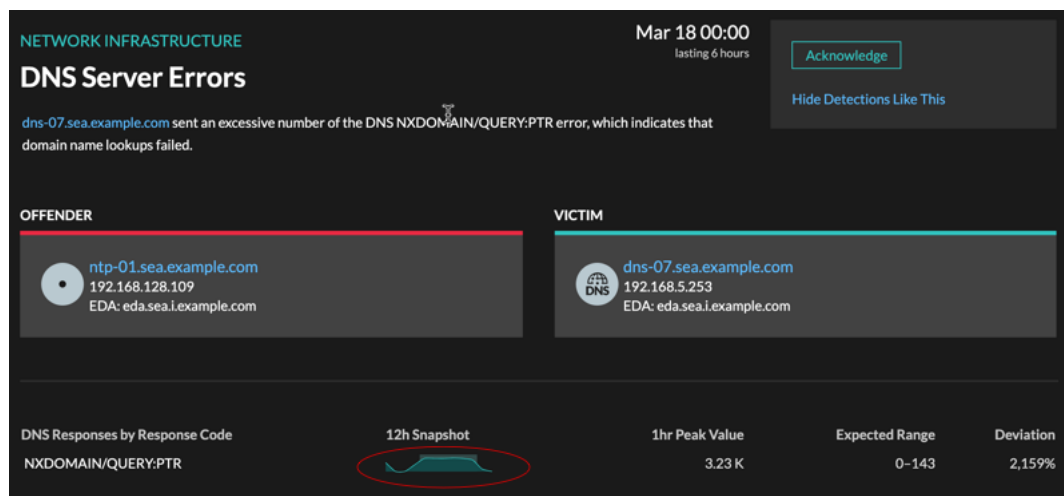 NETWORK INFRASTRUCTURE
DNS Server Errors
Mar 18 00:00
lasting 6 hours
Acknowledge
Hide Detections Like This
dns-07.sea.example.com sent an excessive number of the DNS NXDOMAIN/QUERY:PTR error, which indicates that
domain name lookups failed.
OFFENDER
ntp-01.sea.example.com
192.168.128.109
EDA: eda.sea.i.example.com
VICTIM
DNS
dns-07.sea.example.com
192.168.5.253
EDA: eda.sea.i.example.com
DNS Responses by Response Code 12h Snapshot 1hr Peak Value Expected Range Deviation
NXDOMAIN/QUERY:PTR 3.23 K 0–143 2,159%